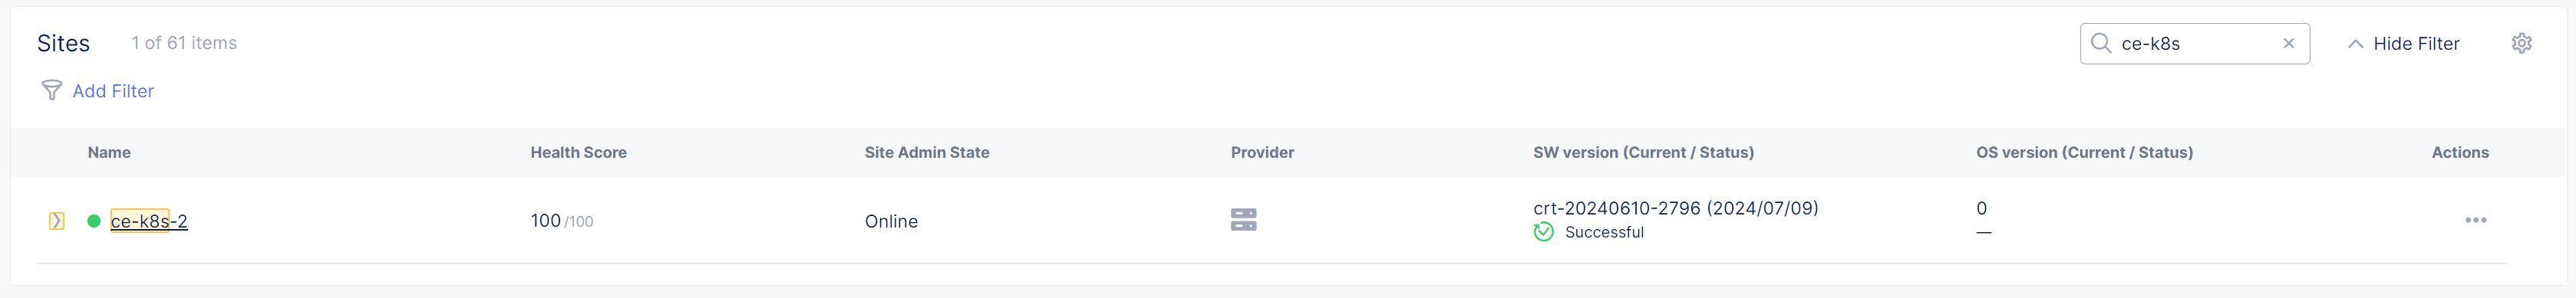 Sites 1 of 61 items ce-k8s Hide Filter
Add Filter
Name Health Score Site Admin State Provider SW version (Current / Status) OS version (Current / Status) Actions
ce-k8s-2 100/100 Online crt-20240610-2796 (2024/07/09) 0
Successful —